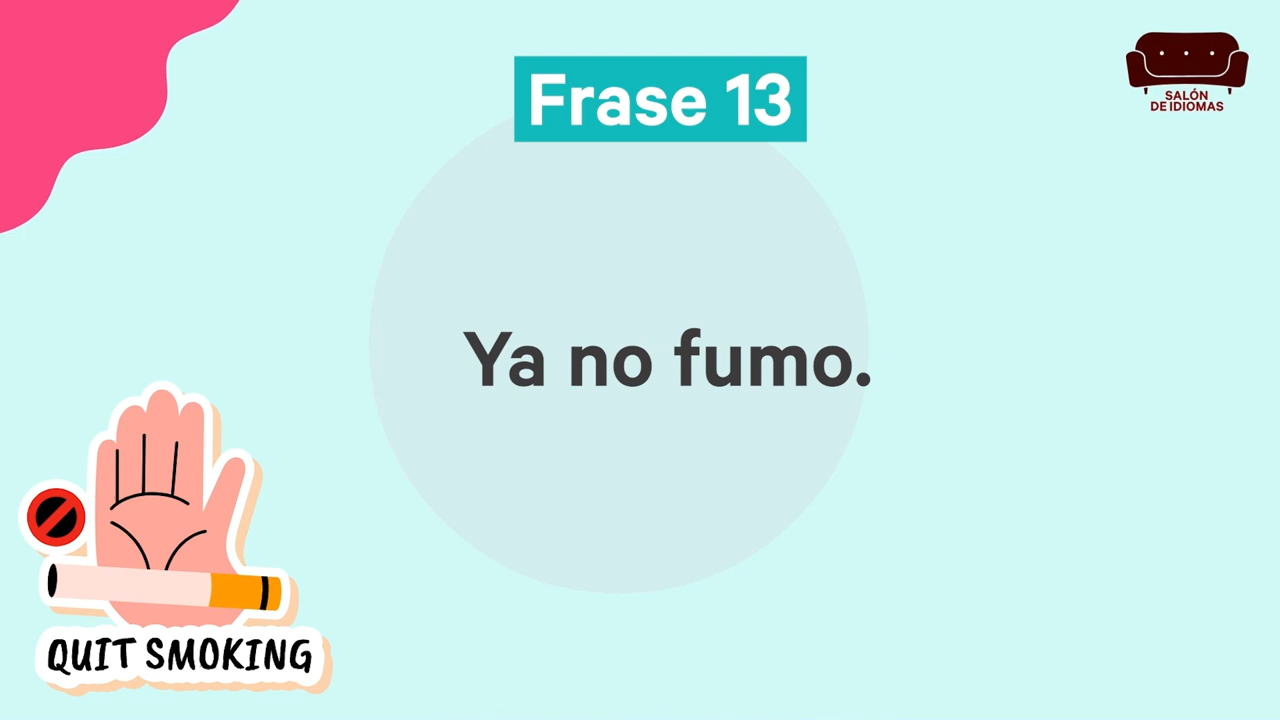 Frase 13
SALÓN
DE IDIOMAS
Ya no fumo.
QUIT SMOKING